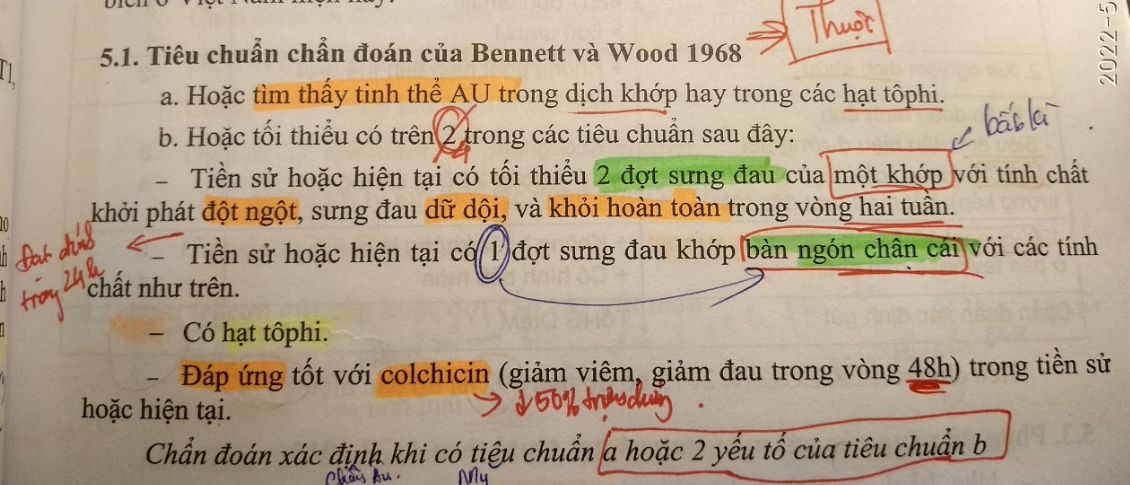 5.1. Tiêu chuẩn chẩn đoán của Bennett và Wood 1968
Thuộc
2022-5
a. Hoặc tìm thấy tinh thể AU trong dịch khớp hay trong các hạt tôphi.
b. Hoặc tối thiểu có trên 2 trong các tiêu chuẩn sau đây:
bất kì
– Tiền sử hoặc hiện tại có tối thiểu 2 đợt sưng đau của một khớp với tính chất
khởi phát đột ngột, sưng đau dữ dội, và khỏi hoàn toàn trong vòng hai tuần.
– Tiền sử hoặc hiện tại có 1 đợt sưng đau khớp bàn ngón chân cái với các tính
chất như trên.
trong 24h
– Có hạt tôphi.
– Đáp ứng tốt với colchicin (giảm viêm, giảm đau trong vòng 48h) trong tiền sử
hoặc hiện tại.
↓50% triệu chứng
Chẩn đoán xác định khi có tiêu chuẩn a hoặc 2 yếu tố của tiêu chuẩn b
Châu Âu. Mỹ